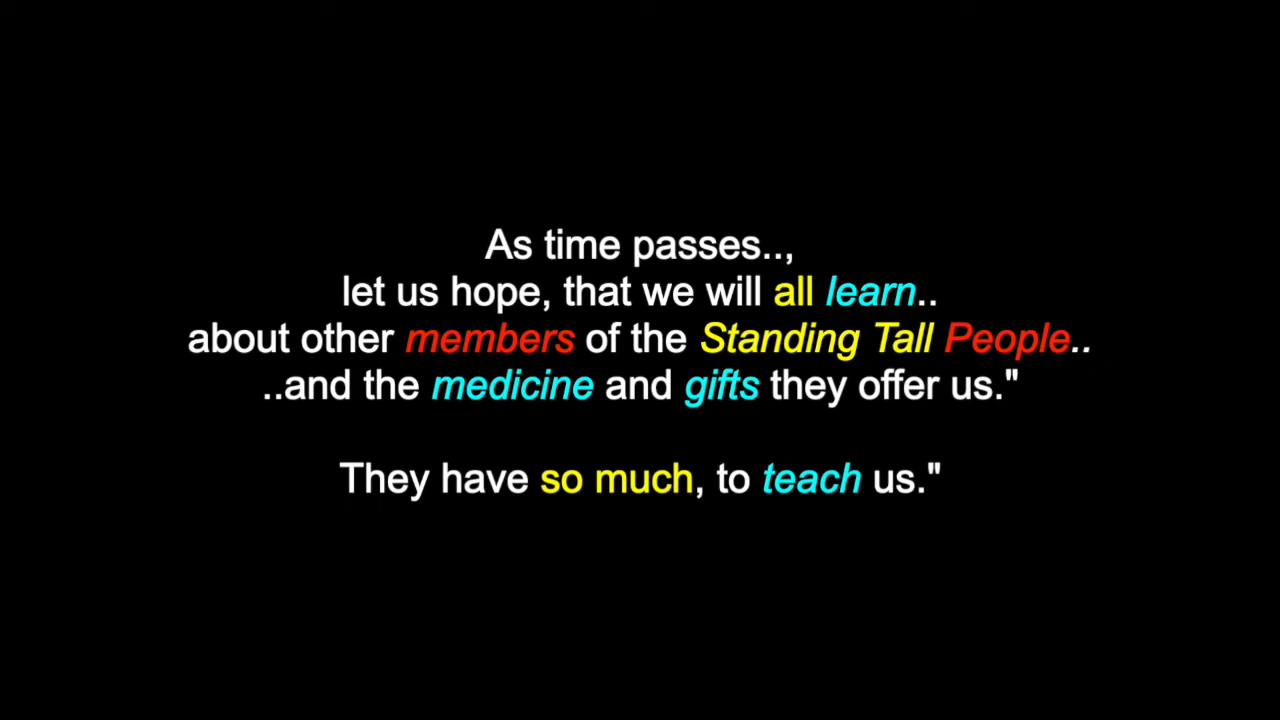 As time passes..,
let us hope, that we will all learn..
about other members of the Standing Tall People..
..and the medicine and gifts they offer us."
They have so much, to teach us."